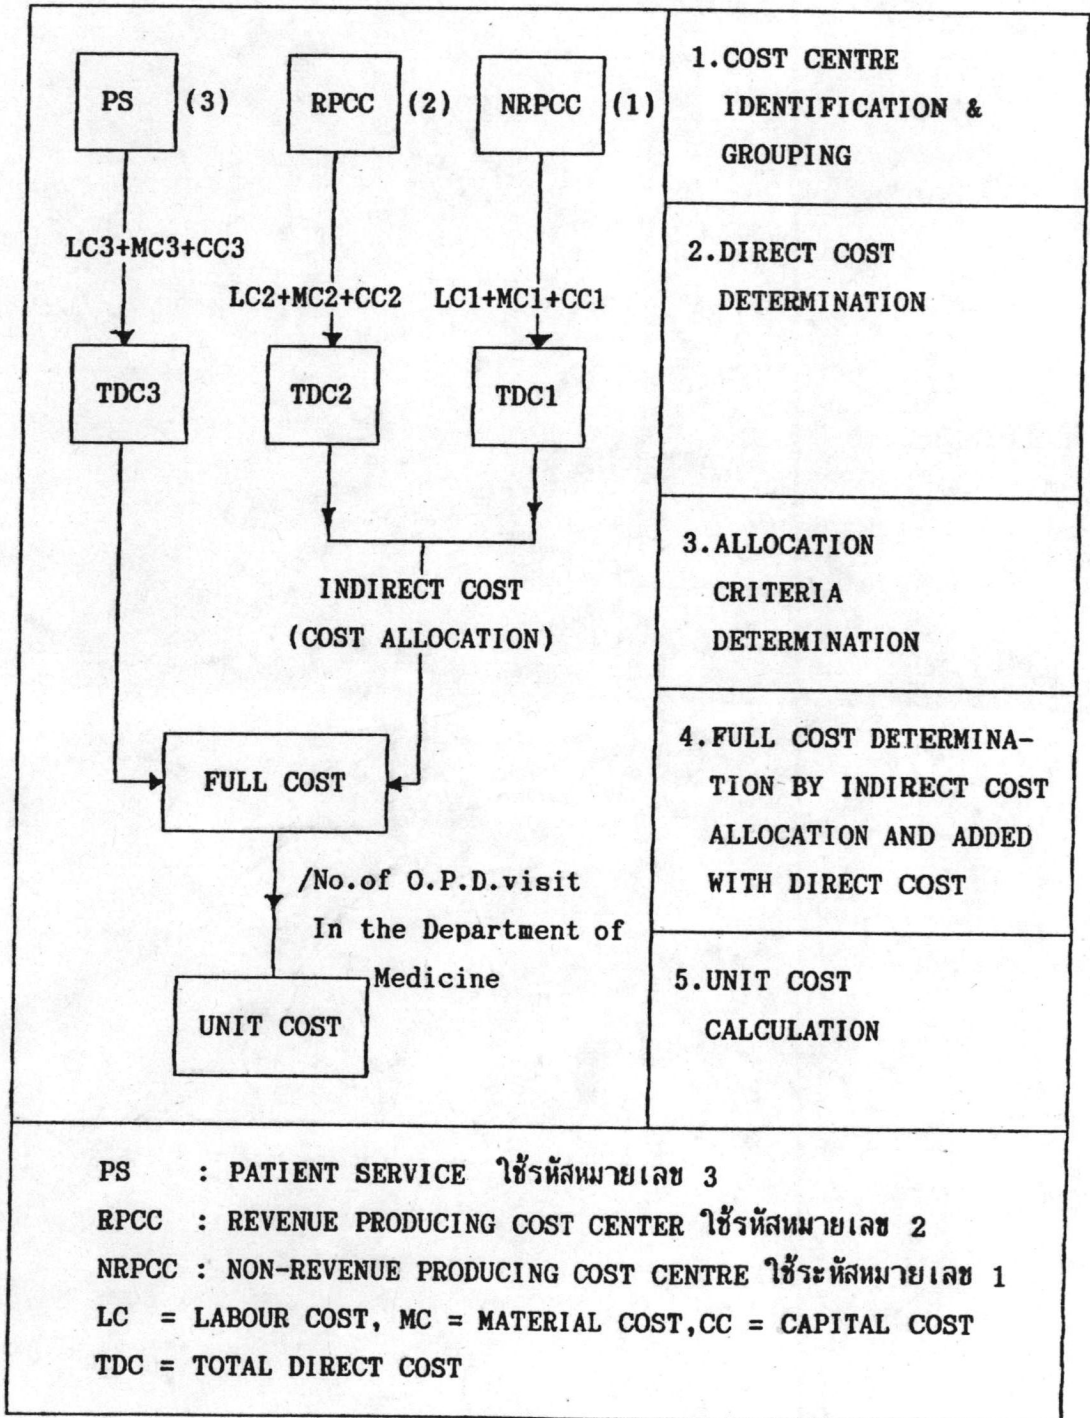 PS (3) RPCC (2) NRPCC (1)
LC3+MC3+CC3
LC2+MC2+CC2 LC1+MC1+CC1
TDC3 TDC2 TDC1
INDIRECT COST
(COST ALLOCATION)
FULL COST
/No.of O.P.D.visit
In the Department of
Medicine
UNIT COST
1.COST CENTRE
IDENTIFICATION &
GROUPING
2.DIRECT COST
DETERMINATION
3.ALLOCATION
CRITERIA
DETERMINATION
4.FULL COST DETERMINA-
TION BY INDIRECT COST
ALLOCATION AND ADDED
WITH DIRECT COST
5.UNIT COST
CALCULATION
PS : PATIENT SERVICE ใช้รหัสหมายเลข 3
RPCC : REVENUE PRODUCING COST CENTER ใช้รหัสหมายเลข 2
NRPCC : NON-REVENUE PRODUCING COST CENTRE ใช้ระหัสหมายเลข 1
LC = LABOUR COST, MC = MATERIAL COST,CC = CAPITAL COST
TDC = TOTAL DIRECT COST